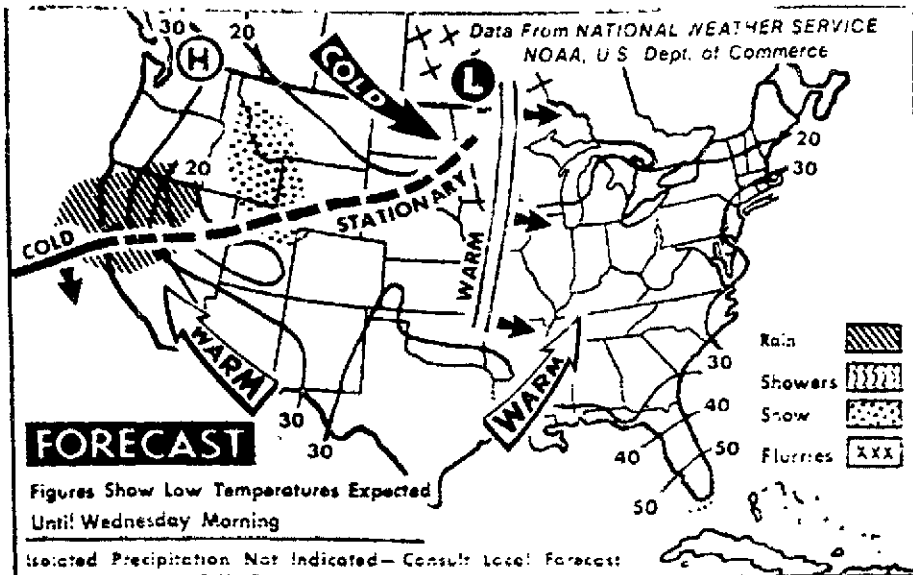 Data From NATIONAL WEATHER SERVICE
NOAA, U.S. Dept. of Commerce
30
20
H
COLD
L
20
20
30
COLD
STATIONARY
WARM
WARM
WARM
30
30
30
40
50
40
50
Rain
Showers
Snow
Flurries
XXX
FORECAST
Figures Show Low Temperatures Expected
Until Wednesday Morning
Isolated Precipitation Not Indicated – Consult Local Forecast